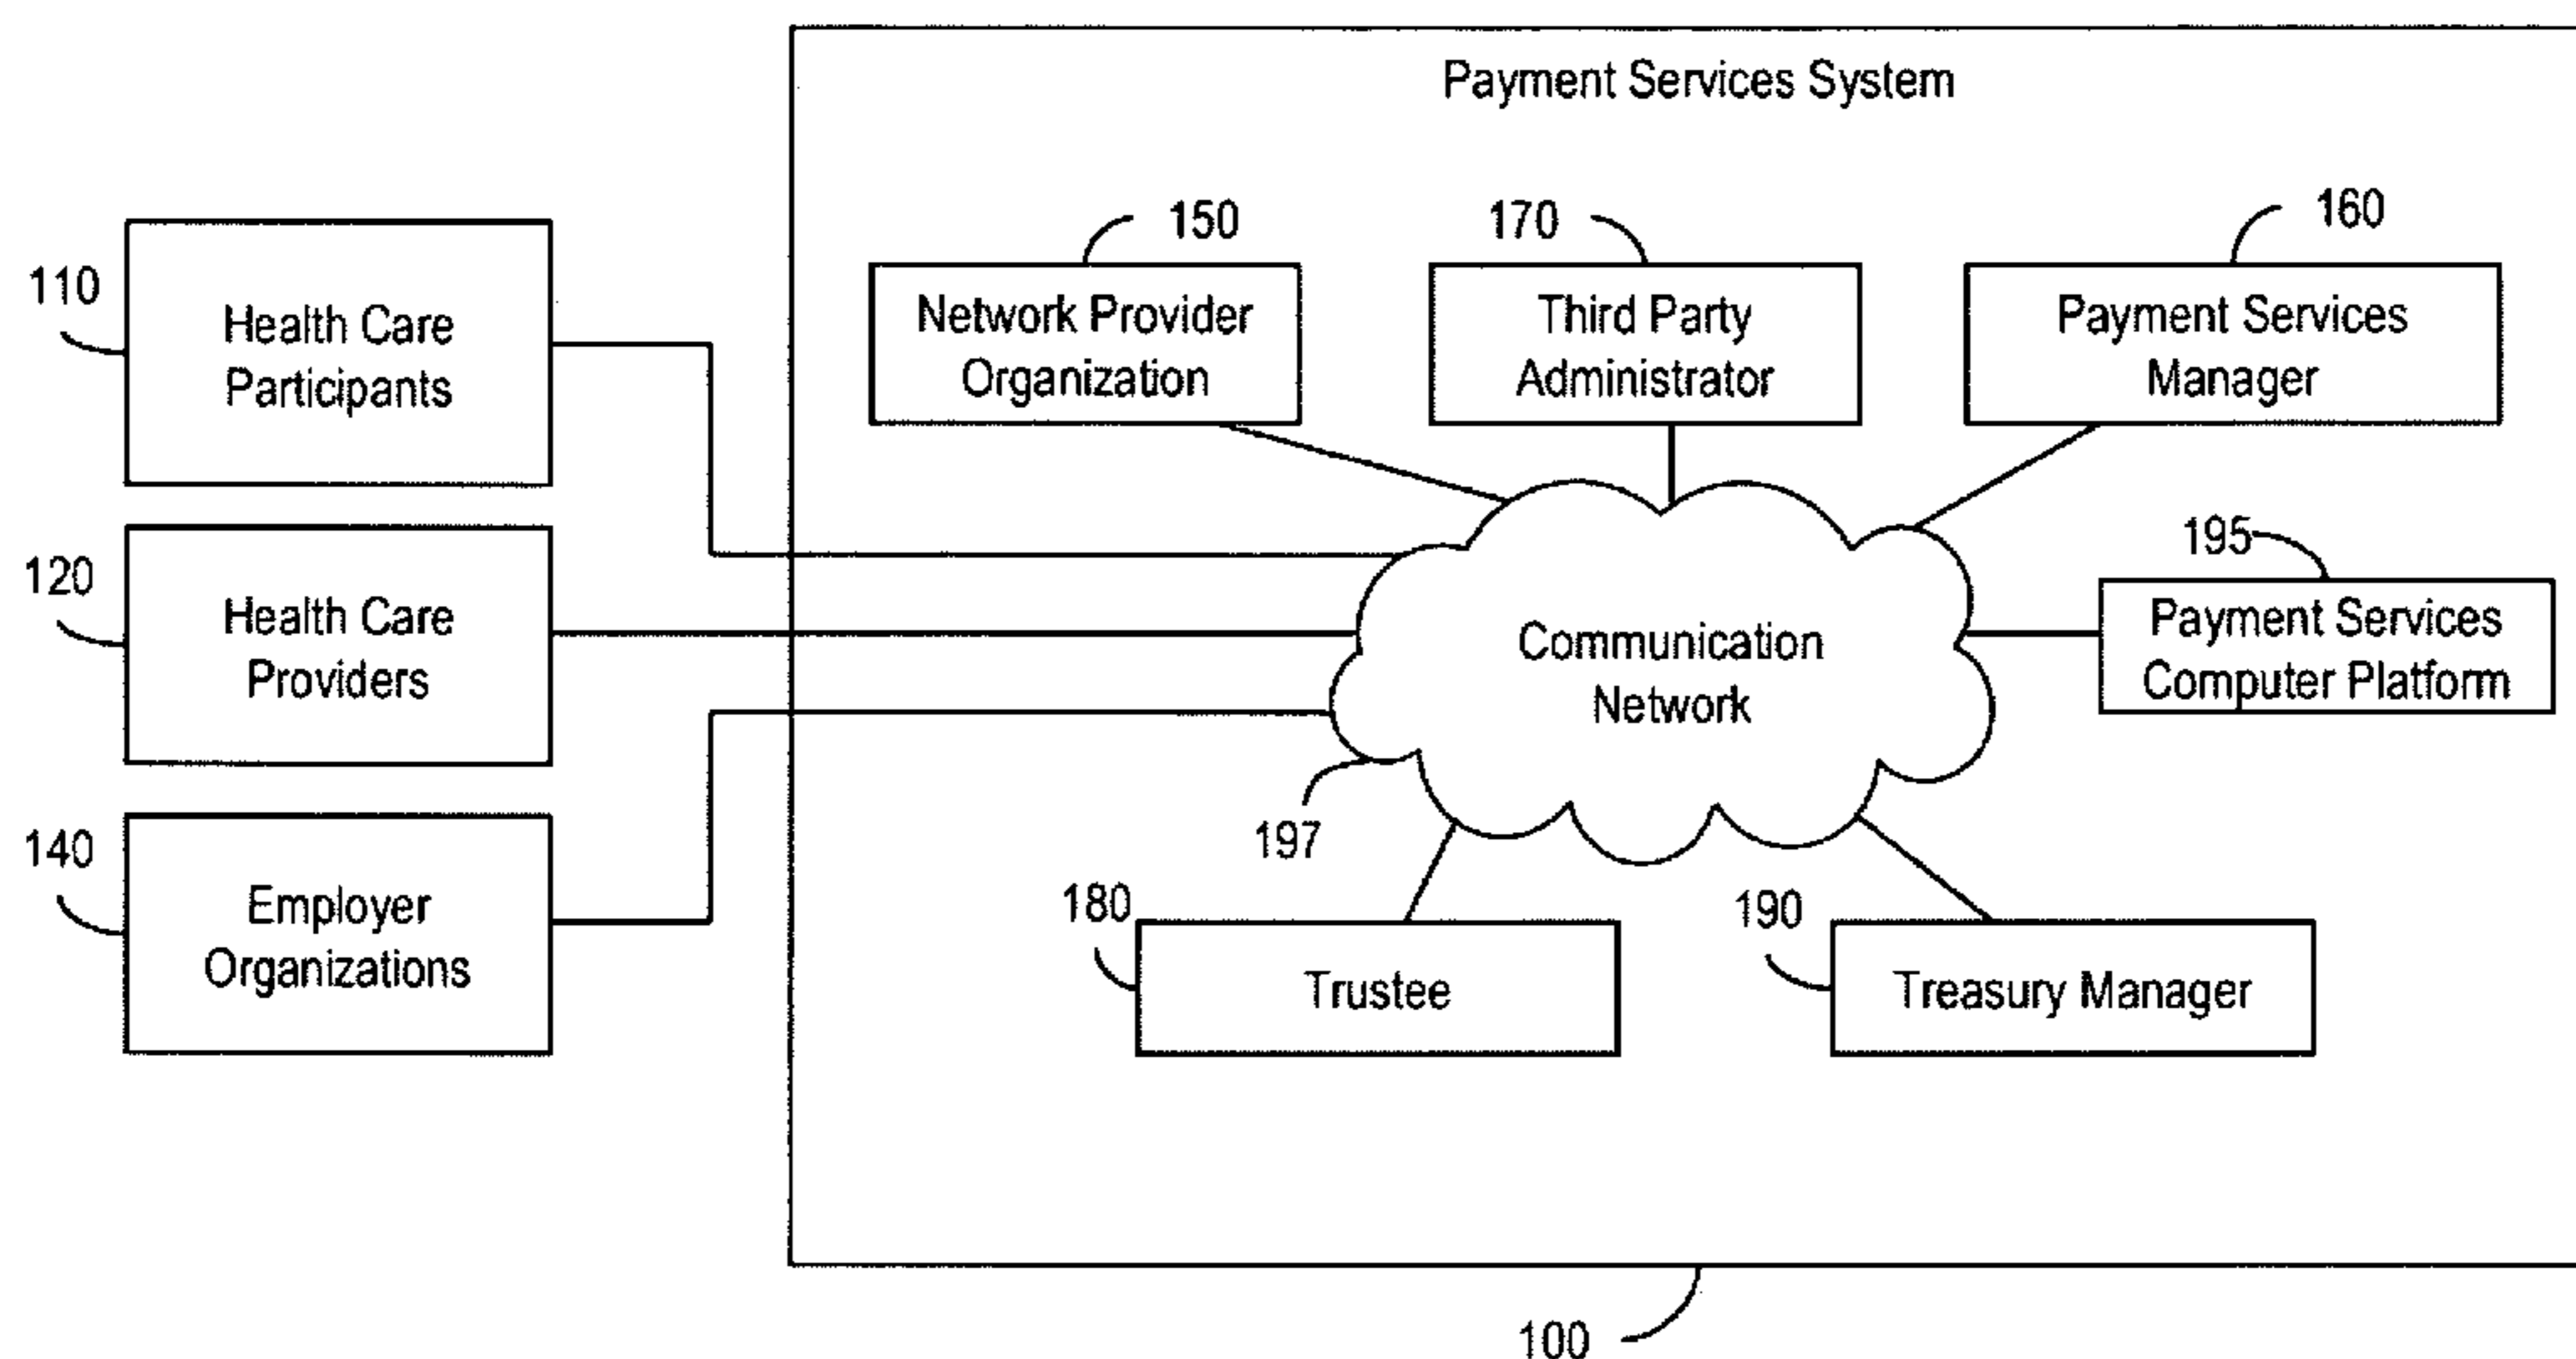 Payment Services System
150
170
160
110
Health Care
Participants
Network Provider
Organization
Third Party
Administrator
Payment Services
Manager
195
120
Health Care
Providers
Communication
Network
Payment Services
Computer Platform
197
140
Employer
Organizations
180
Trustee
190
Treasury Manager
100